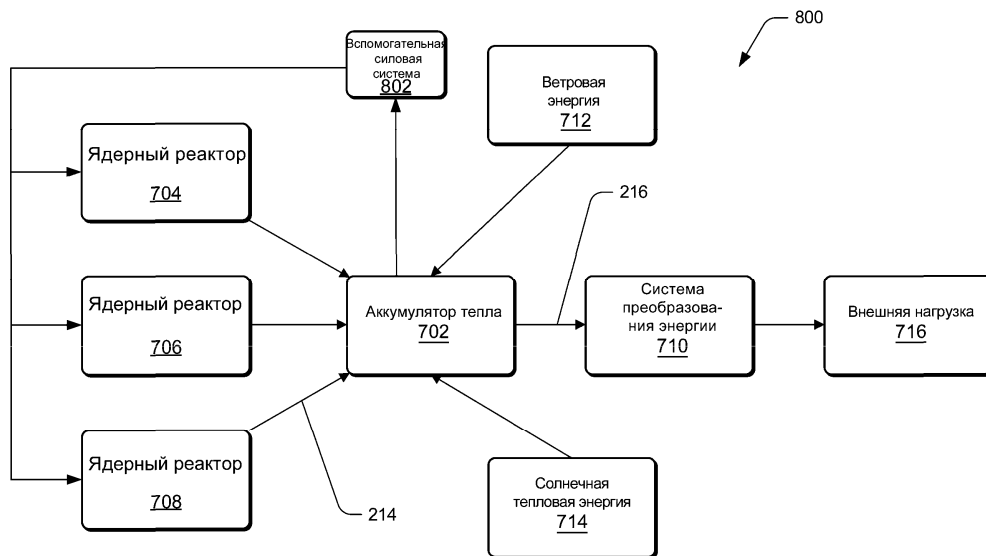 800
Вспомогательная
силовая
система
802
Ветровая
энергия
712
Ядерный реактор
704
216
Ядерный реактор
706
Аккумулятор тепла
702
Система
преобразова-
ния энергии
710
Внешняя нагрузка
716
Ядерный реактор
708
214
Солнечная
тепловая энергия
714